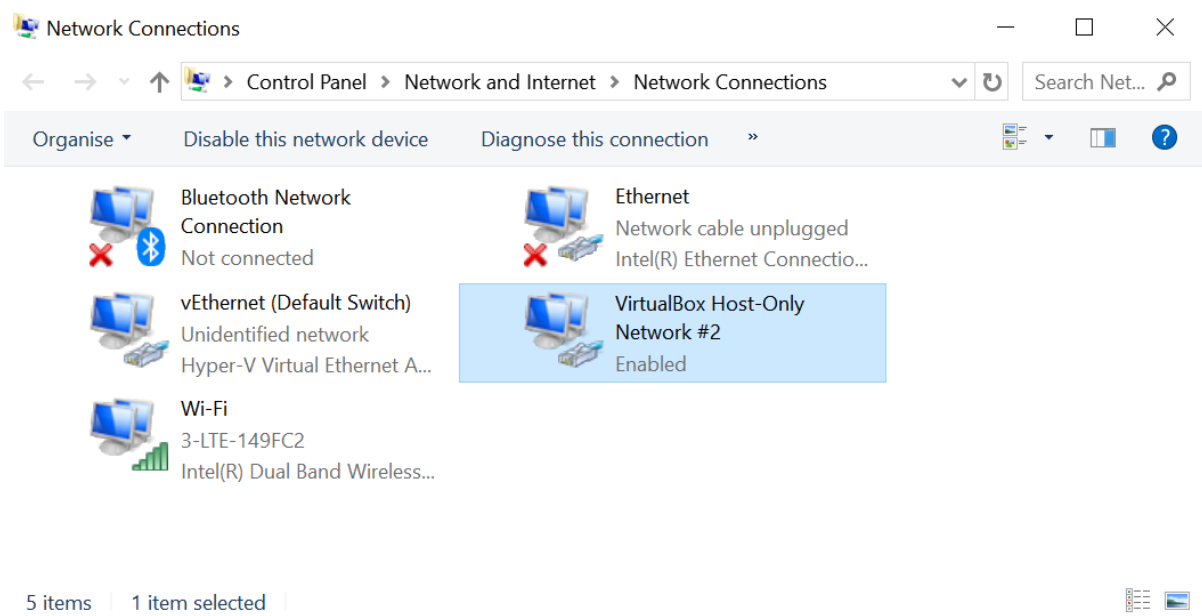 Network Connections
Control Panel > Network and Internet > Network Connections
Search Net...
Organise
Disable this network device
Diagnose this connection
»
?
Bluetooth Network
Connection
Not connected
Ethernet
Network cable unplugged
Intel(R) Ethernet Connectio...
vEthernet (Default Switch)
Unidentified network
Hyper-V Virtual Ethernet A...
VirtualBox Host-Only
Network #2
Enabled
Wi-Fi
3-LTE-149FC2
Intel(R) Dual Band Wireless...
5 items
1 item selected